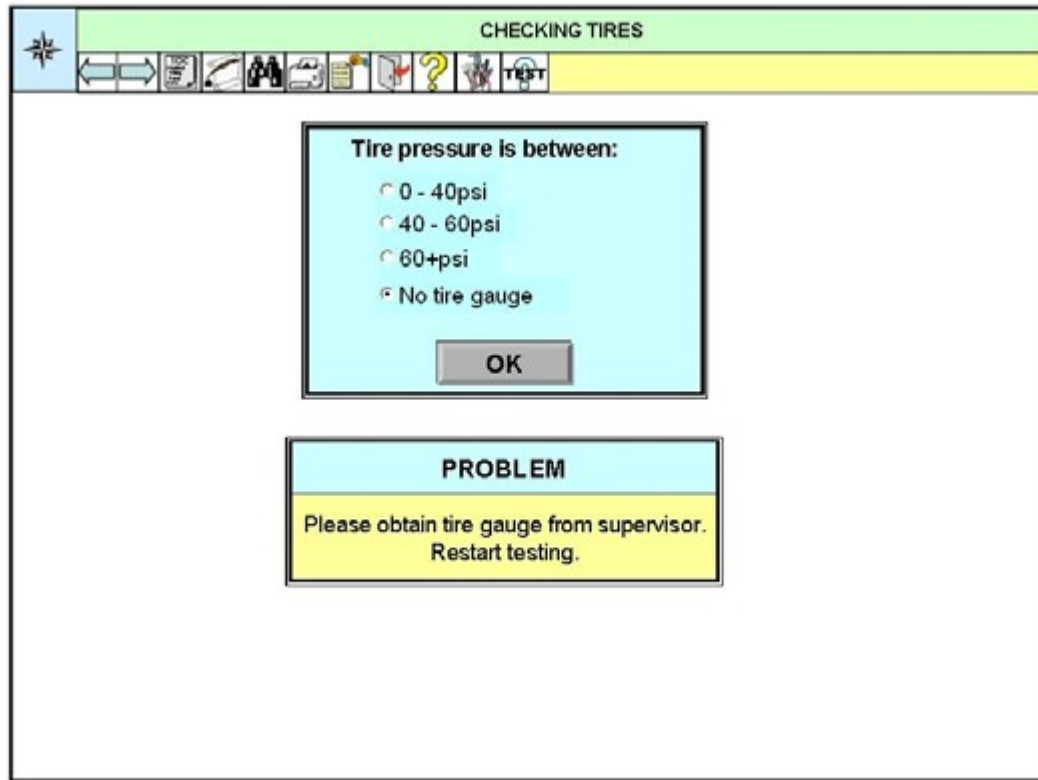 CHECKING TIRES
TEST
Tire pressure is between:
0 - 40psi
40 - 60psi
60+psi
No tire gauge
OK
PROBLEM
Please obtain tire gauge from supervisor.
Restart testing.